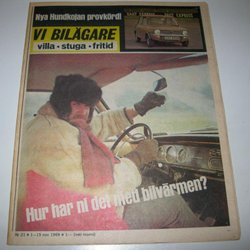 Nya Hundkojan provkörd!
VI BILÄGARE
villa · stuga · fritid
Hur har ni det med bilvärmen?